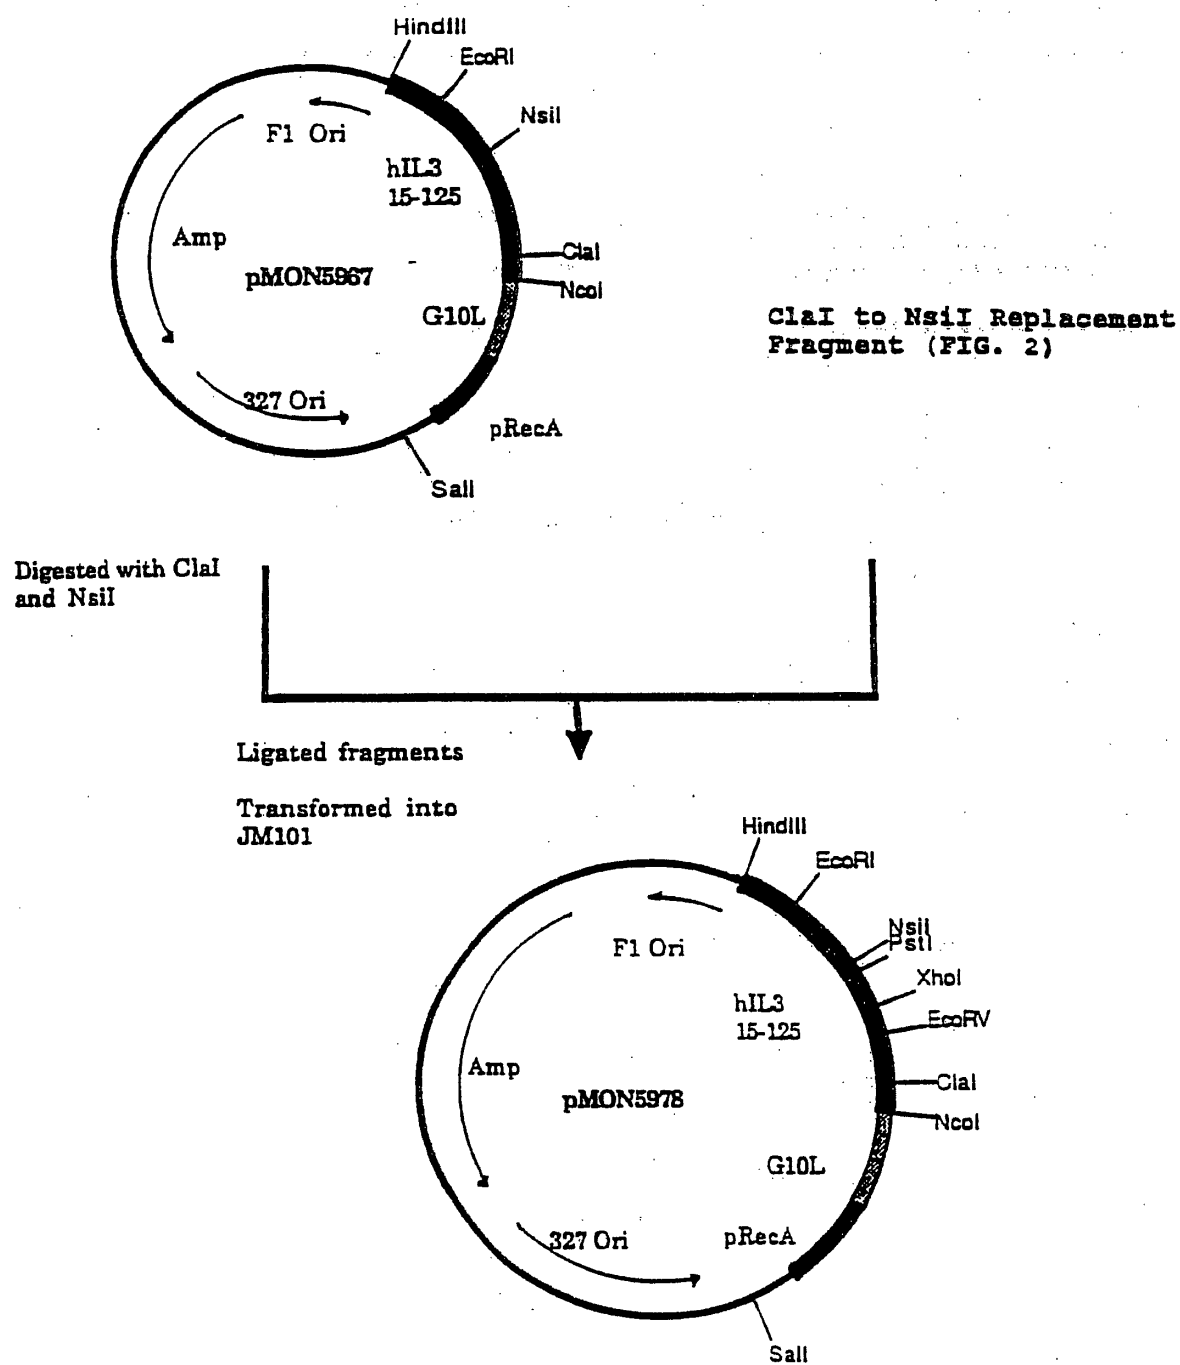 HindIII
EcoRI
NsiI
F1 Ori
hIL3
15-125
Amp
pMON5967
ClaI
NcoI
G10L
327 Ori
pRecA
SalI
ClaI to NsiI Replacement
Fragment (FIG. 2)
Digested with ClaI
and NsiI
Ligated fragments
Transformed into
JM101
HindIII
EcoRI
NsiI
PstI
XhoI
EcoRV
F1 Ori
hIL3
15-125
Amp
pMON5978
ClaI
NcoI
G10L
327 Ori
pRecA
SalI